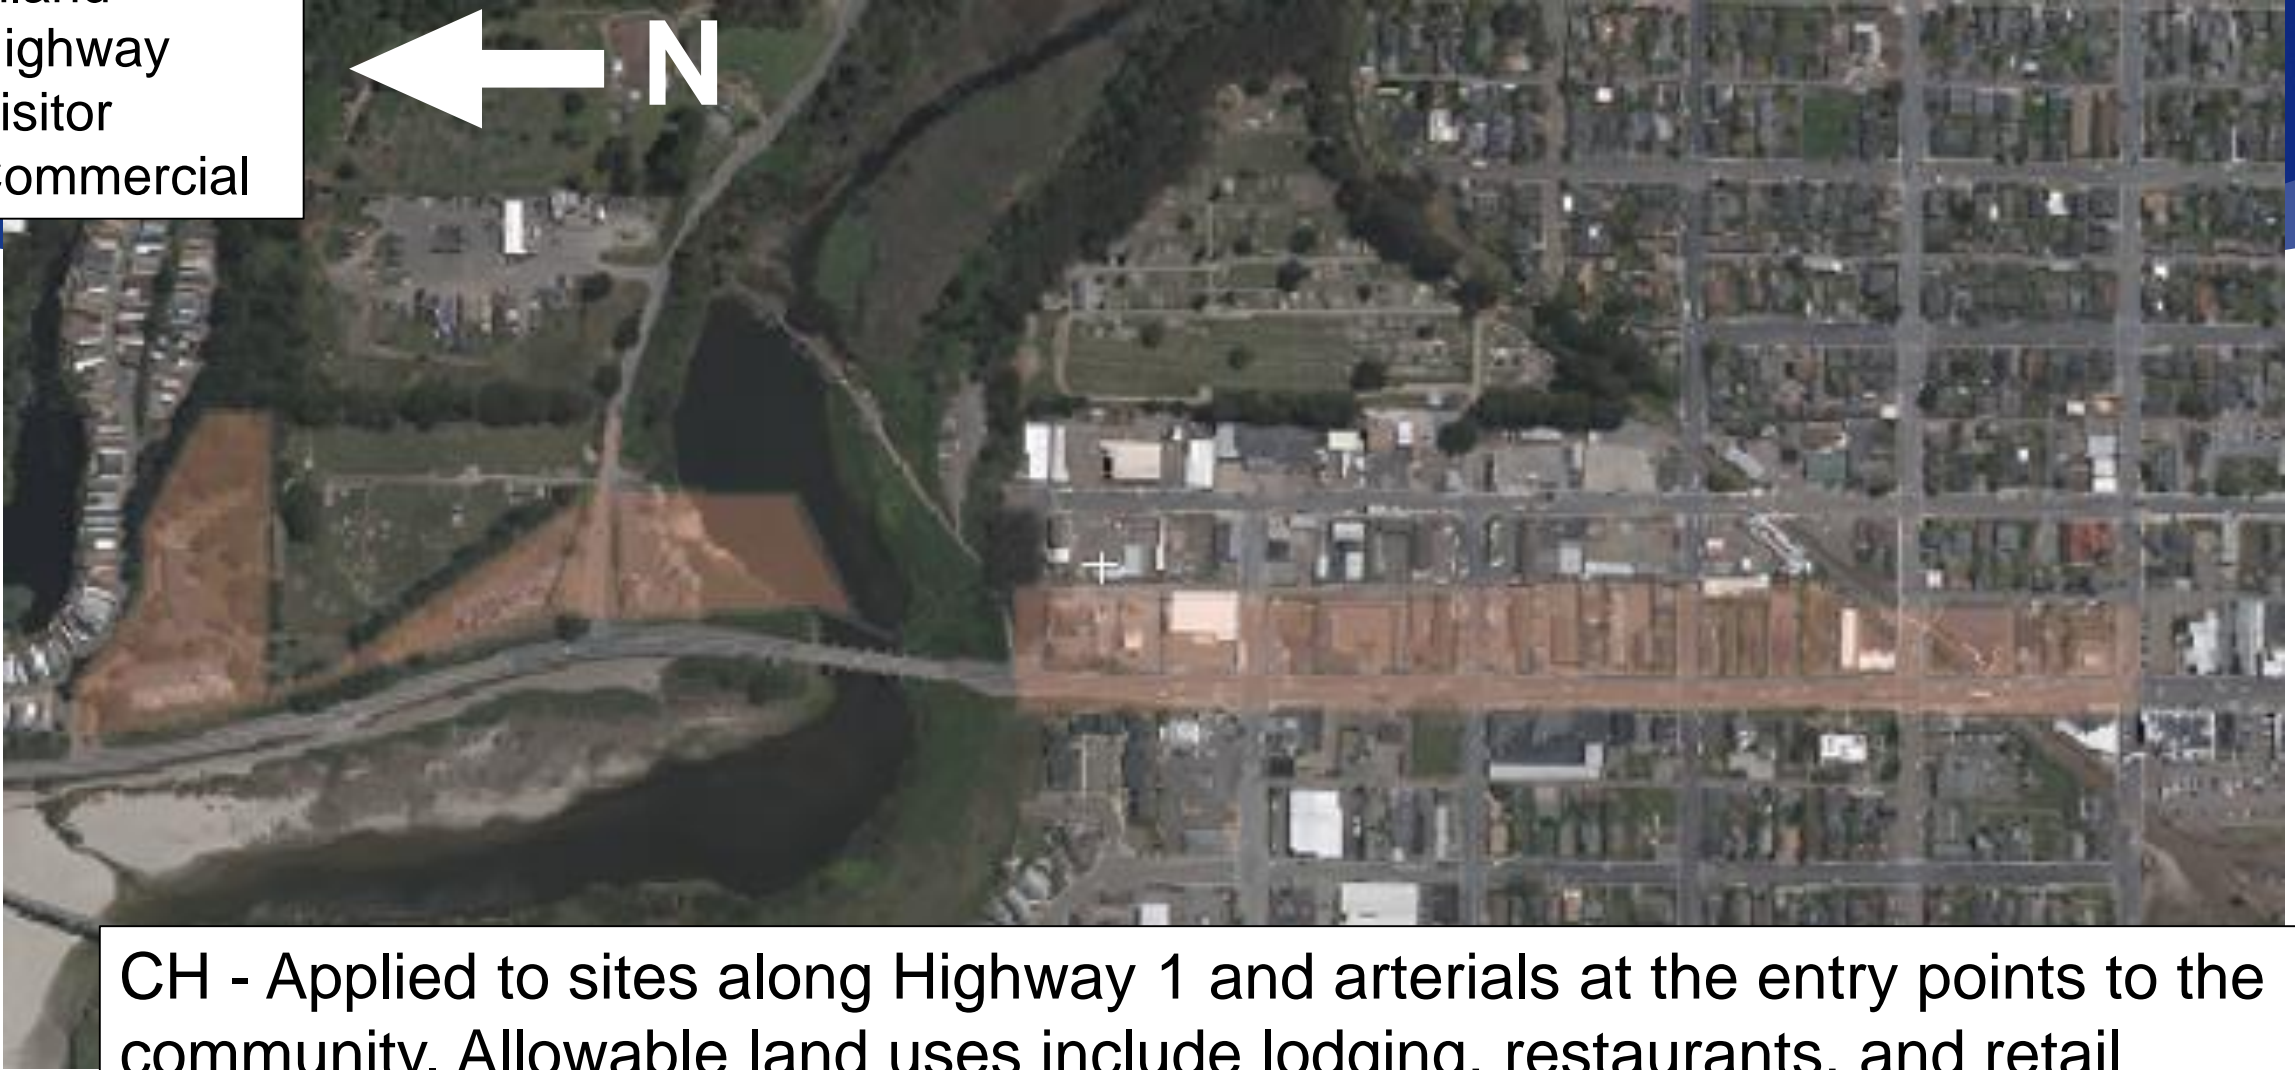 ighway
isitor
ommercial
N
CH - Applied to sites along Highway 1 and arterials at the entry points to the
community. Allowable land uses include lodging, restaurants, and retail